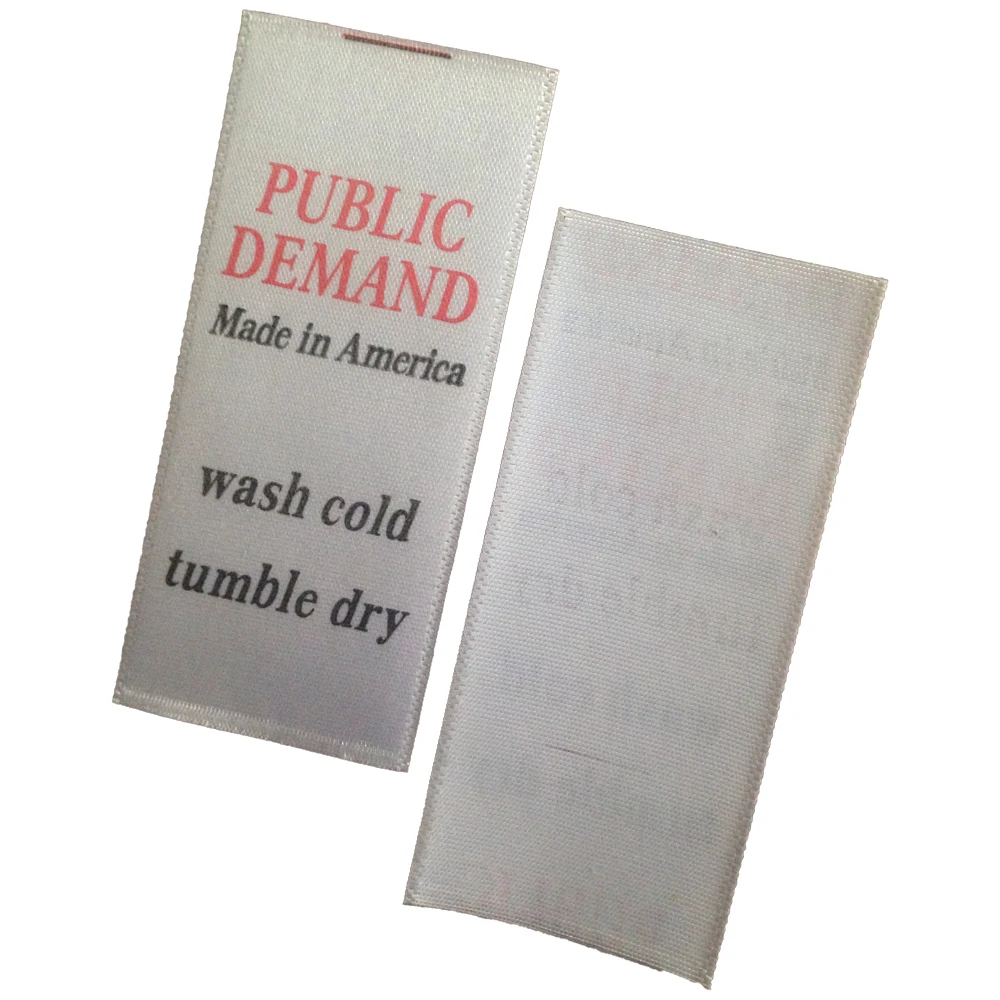 PUBLIC
DEMAND
Made in America
wash cold
tumble dry